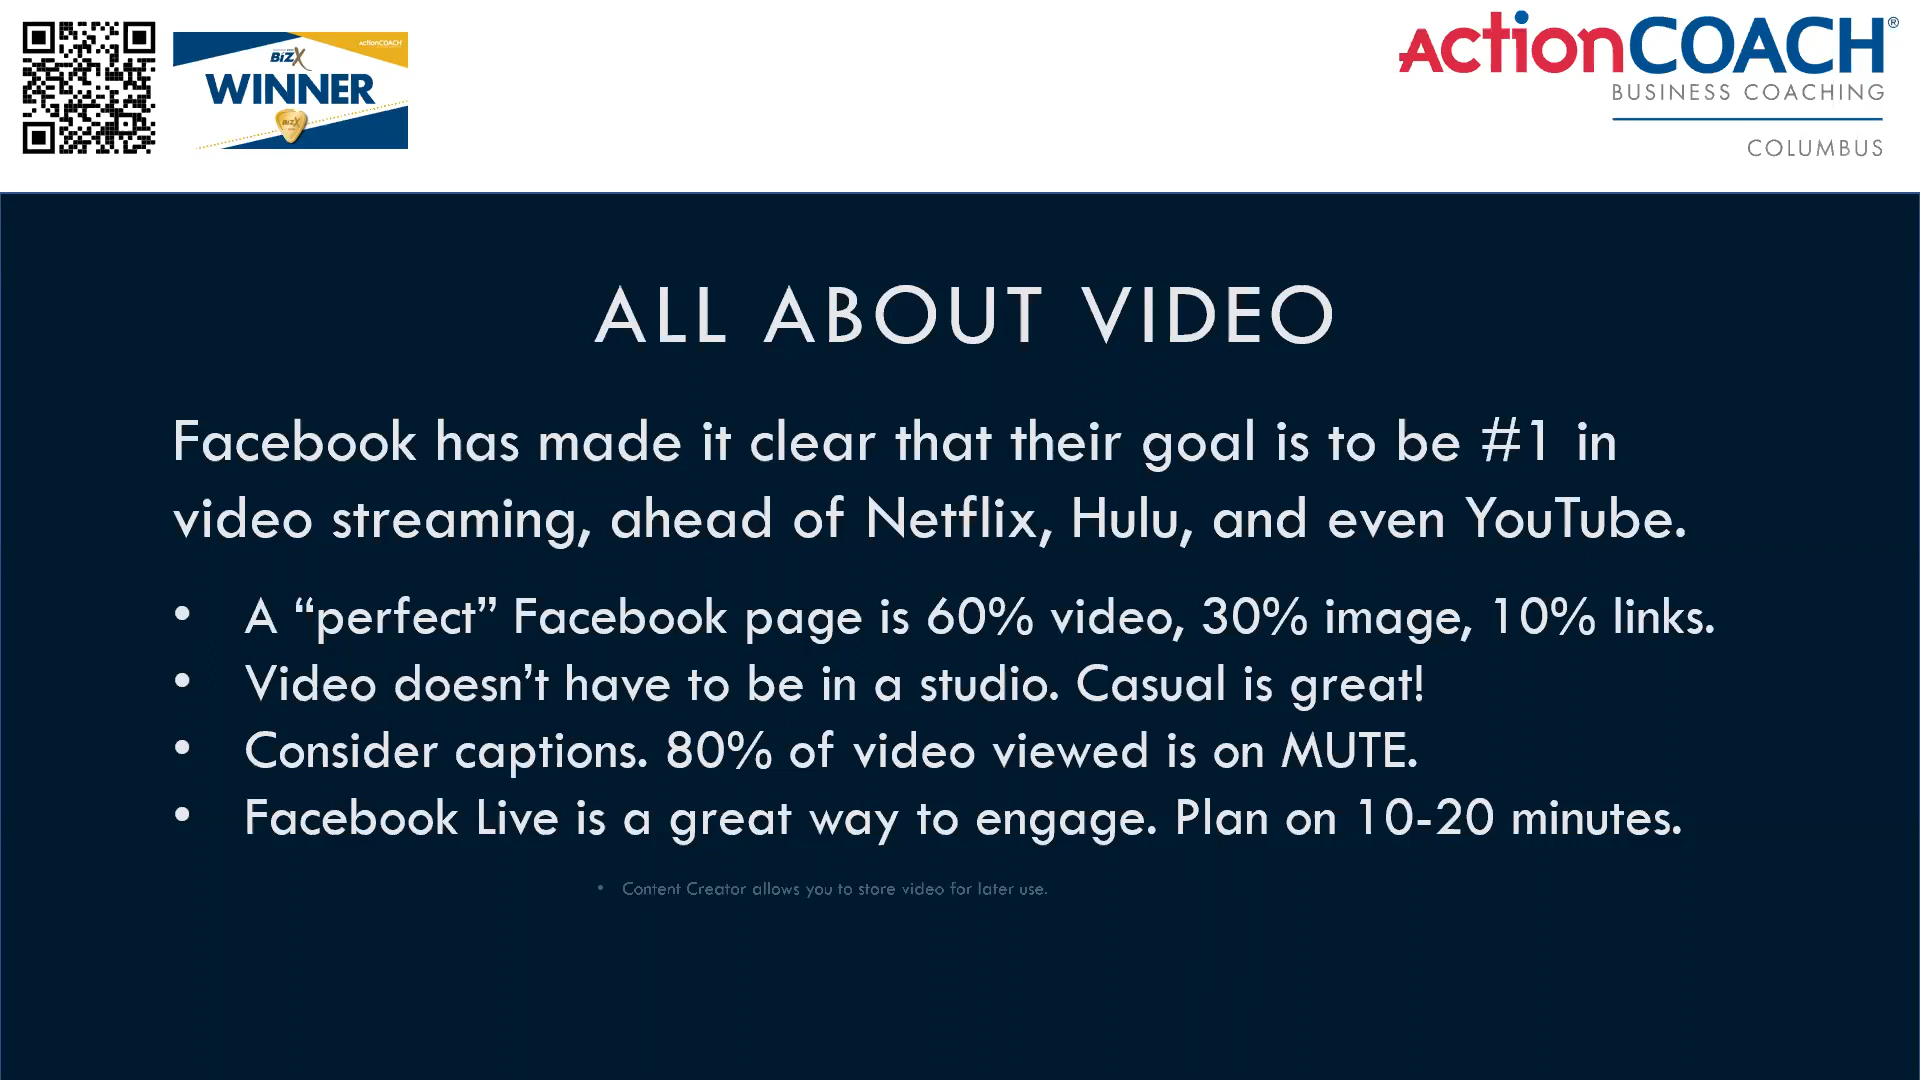 actionCOACH
BizX
WINNER
BizX
ActionCOACH®
BUSINESS COACHING
COLUMBUS
ALL ABOUT VIDEO
Facebook has made it clear that their goal is to be #1 in
video streaming, ahead of Netflix, Hulu, and even YouTube.
• A “perfect” Facebook page is 60% video, 30% image, 10% links.
• Video doesn’t have to be in a studio. Casual is great!
• Consider captions. 80% of video viewed is on MUTE.
• Facebook Live is a great way to engage. Plan on 10-20 minutes.
• Content Creator allows you to store video for later use.